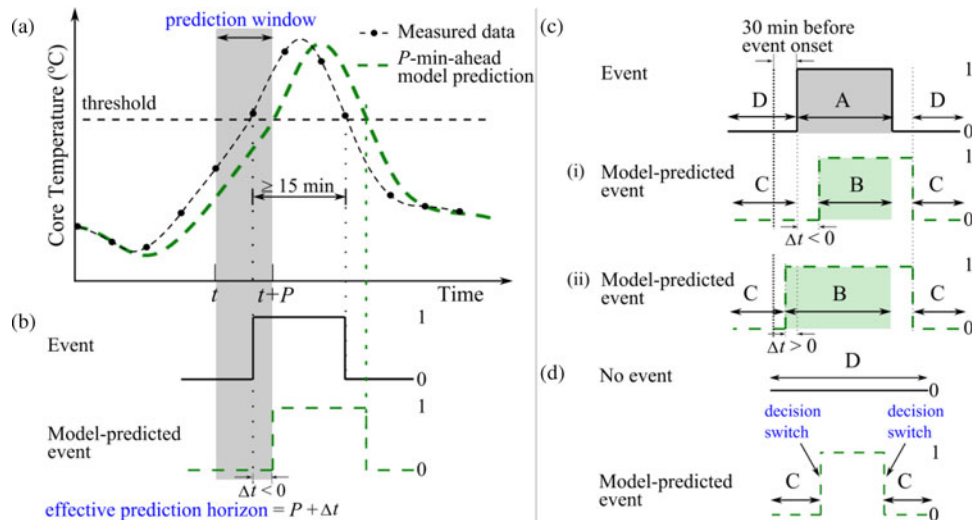 (a)
prediction window
Measured data
P-min-ahead
model prediction
threshold
Core Temperature (°C)
≥ 15 min
t
t+P
Time
(b)
Event
1
0
Model-predicted
event
1
0
Δt < 0
effective prediction horizon = P + Δt
(c)
30 min before
event onset
Event
D
A
D
1
0
(i)
Model-predicted
event
C
B
C
1
0
Δt < 0
(ii)
Model-predicted
event
C
B
C
1
0
Δt > 0
(d)
No event
D
0
decision
switch
decision
switch
Model-predicted
event
C
C
1
0